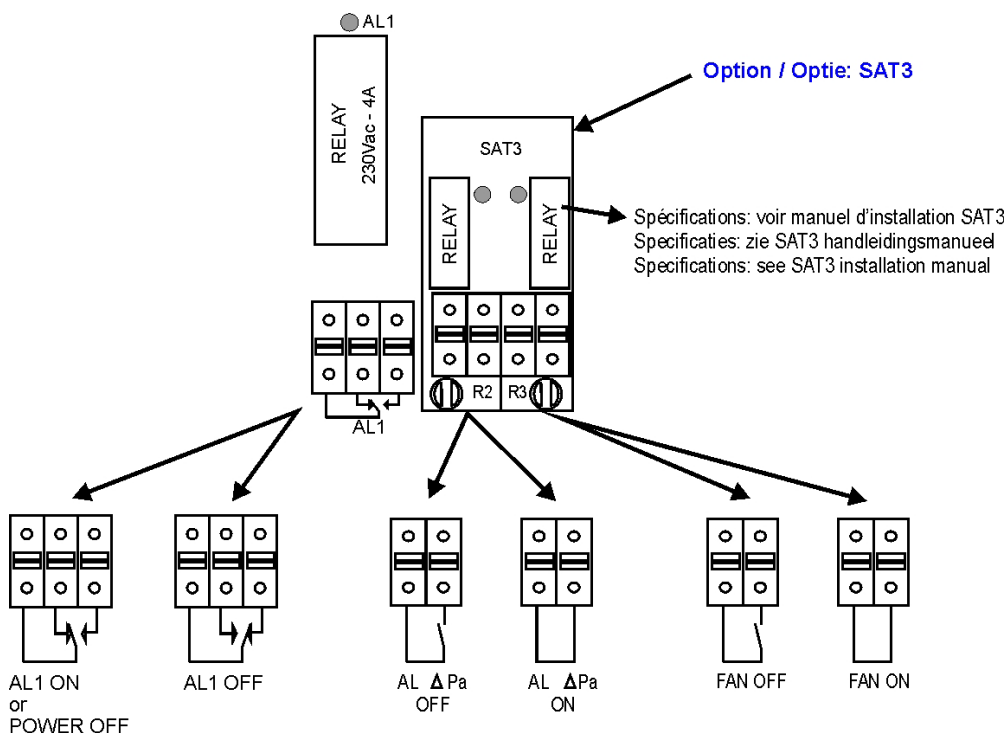 AL1
Option / Optie: SAT3
RELAY
230Vac - 4A
SAT3
RELAY
RELAY
Spécifications: voir manuel d'installation SAT3
Specificaties: zie SAT3 handleidingsmanueel
Specifications: see SAT3 installation manual
R2
R3
AL1
AL1 ON
or
POWER OFF
AL1 OFF
AL Δ Pa
OFF
AL ΔPa
ON
FAN OFF
FAN ON